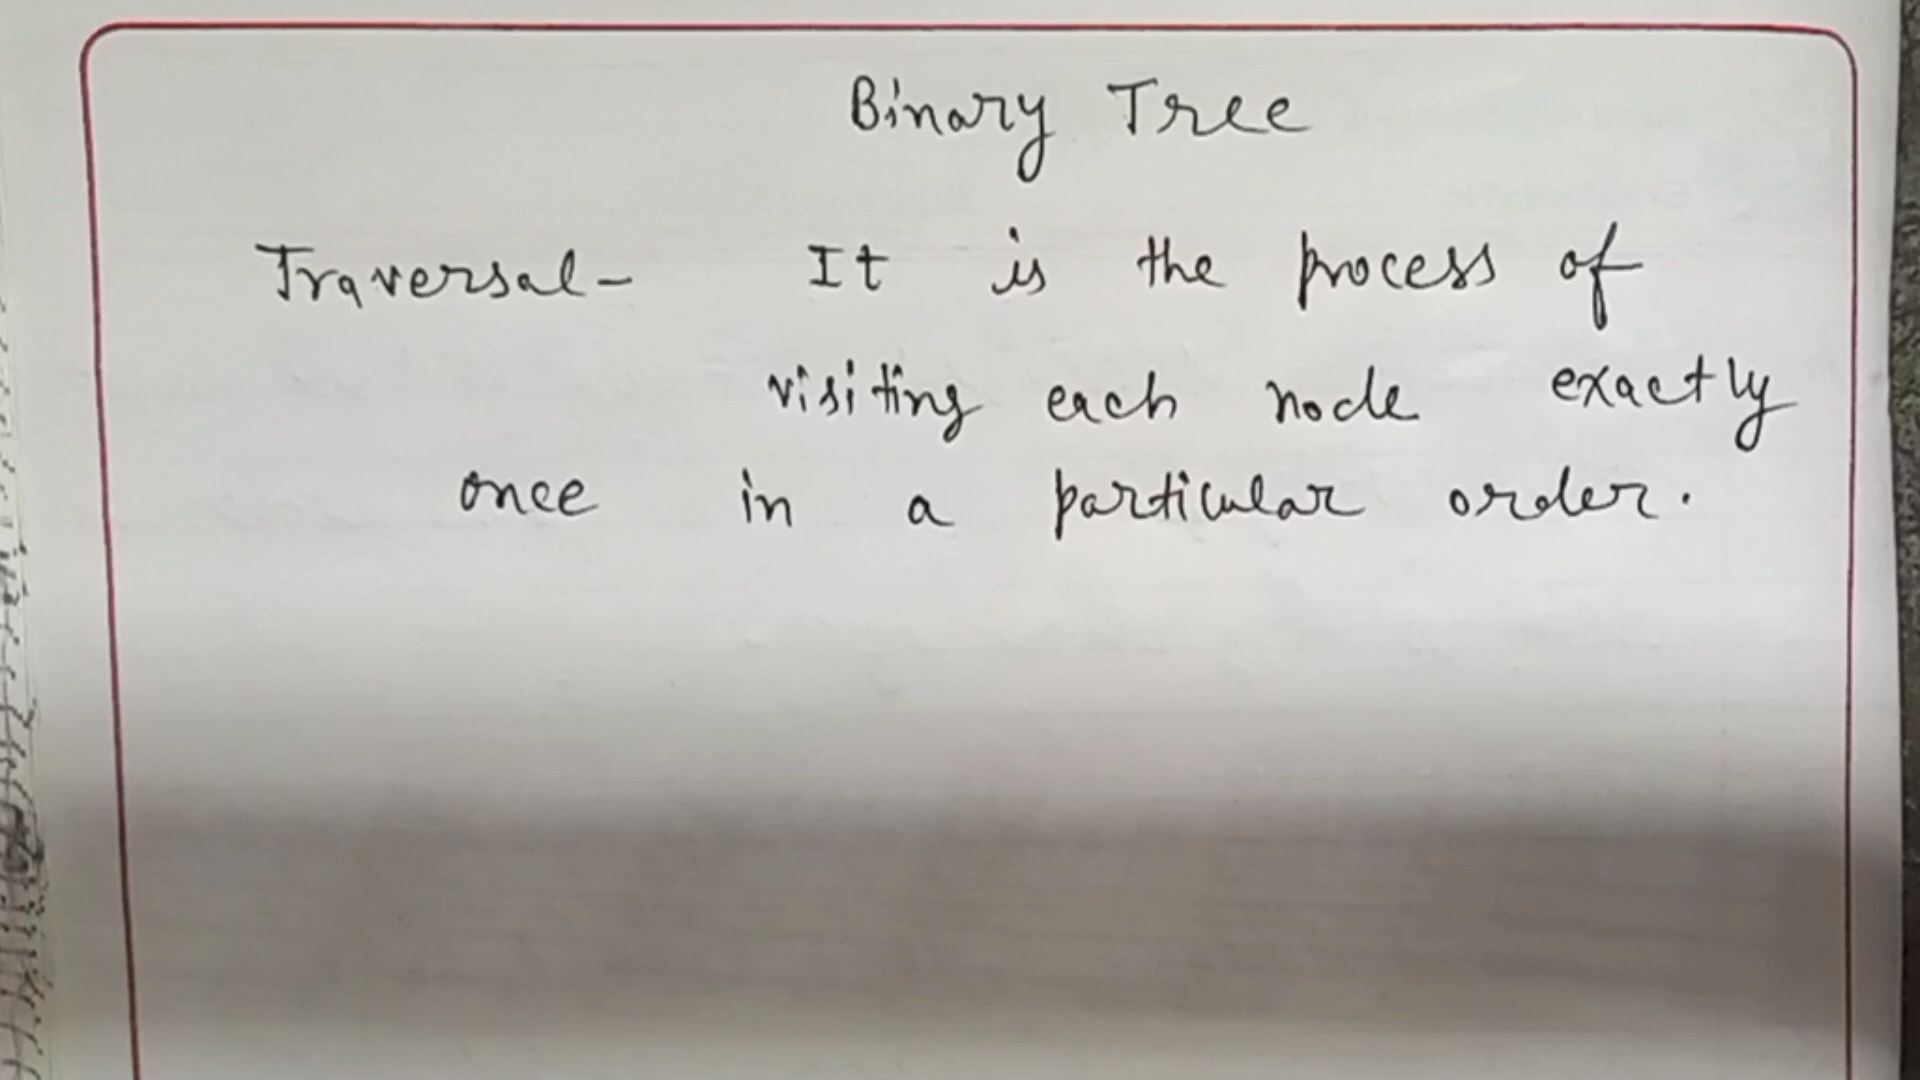 Binary Tree
Traversal- It is the process of
visiting each node exactly
once in a particular order.